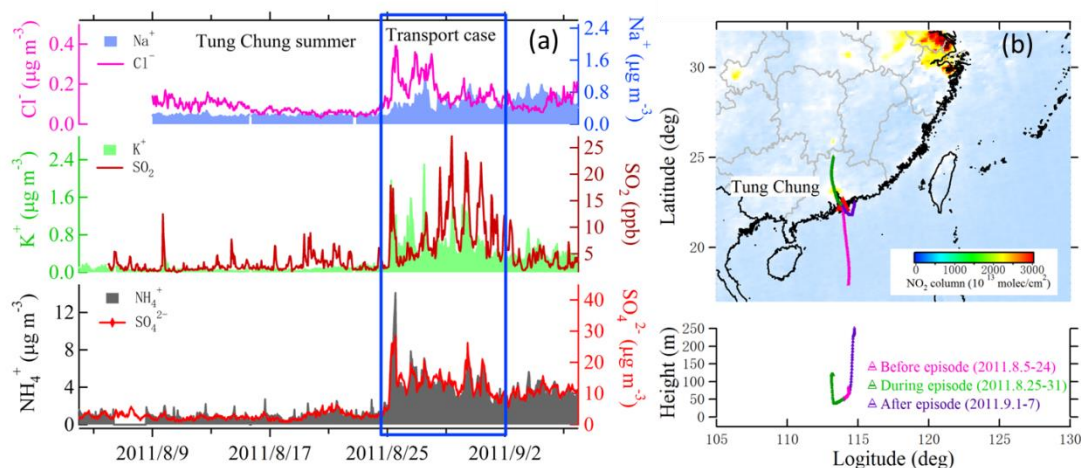 (a)
Tung Chung summer
Transport case
Cl⁻ (μg m⁻³)
0.4
0.2
0.0
Na⁺
Cl⁻
Na⁺ (μg m⁻³)
2.4
1.8
1.2
0.6
0.0
K⁺ (μg m⁻³)
2.4
1.6
0.8
0.0
K⁺
SO₂
SO₂ (ppb)
25
20
15
10
5
NH₄⁺ (μg m⁻³)
12
8
4
0
NH₄⁺
SO₄²⁻
SO₄²⁻ (μg m⁻³)
40
30
20
10
0
2011/8/9
2011/8/17
2011/8/25
2011/9/2
(b)
Latitude (deg)
30
25
20
Tung Chung
0 1000 2000 3000
NO₂ column (10¹³ molec/cm²)
Height (m)
250
200
150
100
50
0
Before episode (2011.8.5-24)
During episode (2011.8.25-31)
After episode (2011.9.1-7)
105 110 115 120 125 130
Logitude (deg)